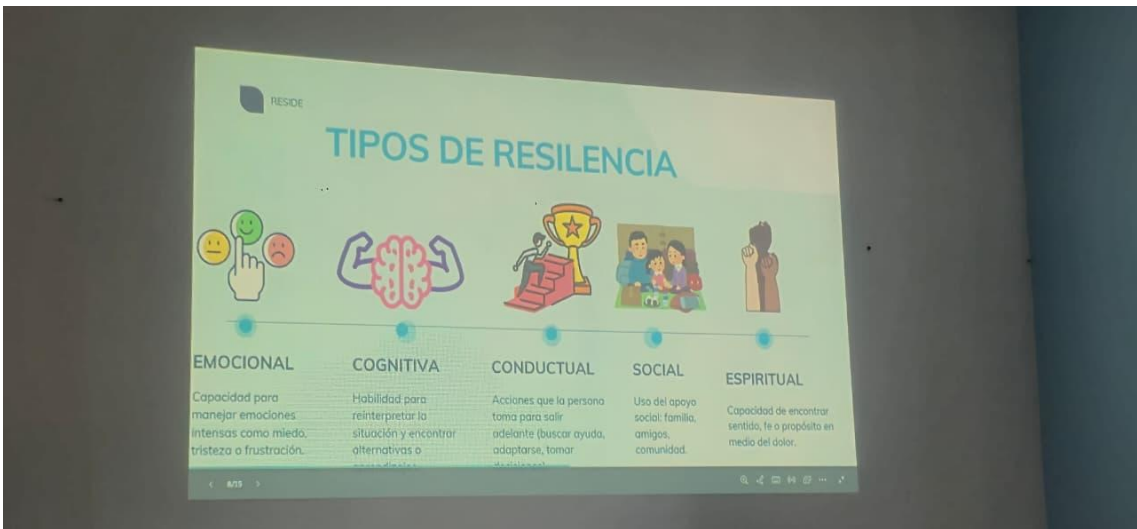 RESIDE
TIPOS DE RESILENCIA
EMOCIONAL
Capacidad para
manejar emociones
intensas como miedo,
tristeza o frustración.
COGNITIVA
Habilidad para
reinterpretar la
situación y encontrar
alternativas o
CONDUCTUAL
Acciones que la persona
toma para salir
adelante (buscar ayuda,
adaptarse, tomar
SOCIAL
Uso del apoyo
social: familia,
amigos,
comunidad.
ESPIRITUAL
Capacidad de encontrar
sentido, fe o propósito en
medio del dolor.